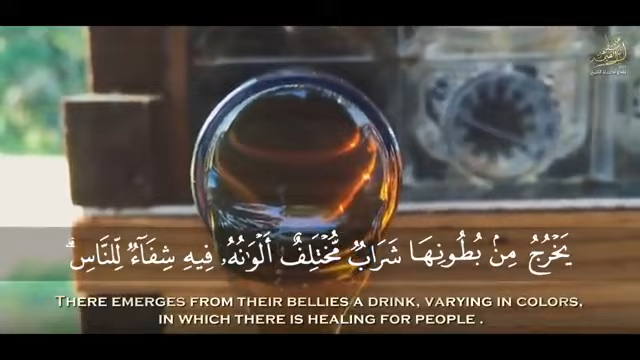 يَخْرُجُ مِنۢ بُطُونِهَا شَرَابٌ مُّخْتَلِفٌ أَلْوَٰنُهُۥ فِيهِ شِفَآءٌ لِّلنَّاسِ ۗ
THERE EMERGES FROM THEIR BELLIES A DRINK, VARYING IN COLORS,
IN WHICH THERE IS HEALING FOR PEOPLE .